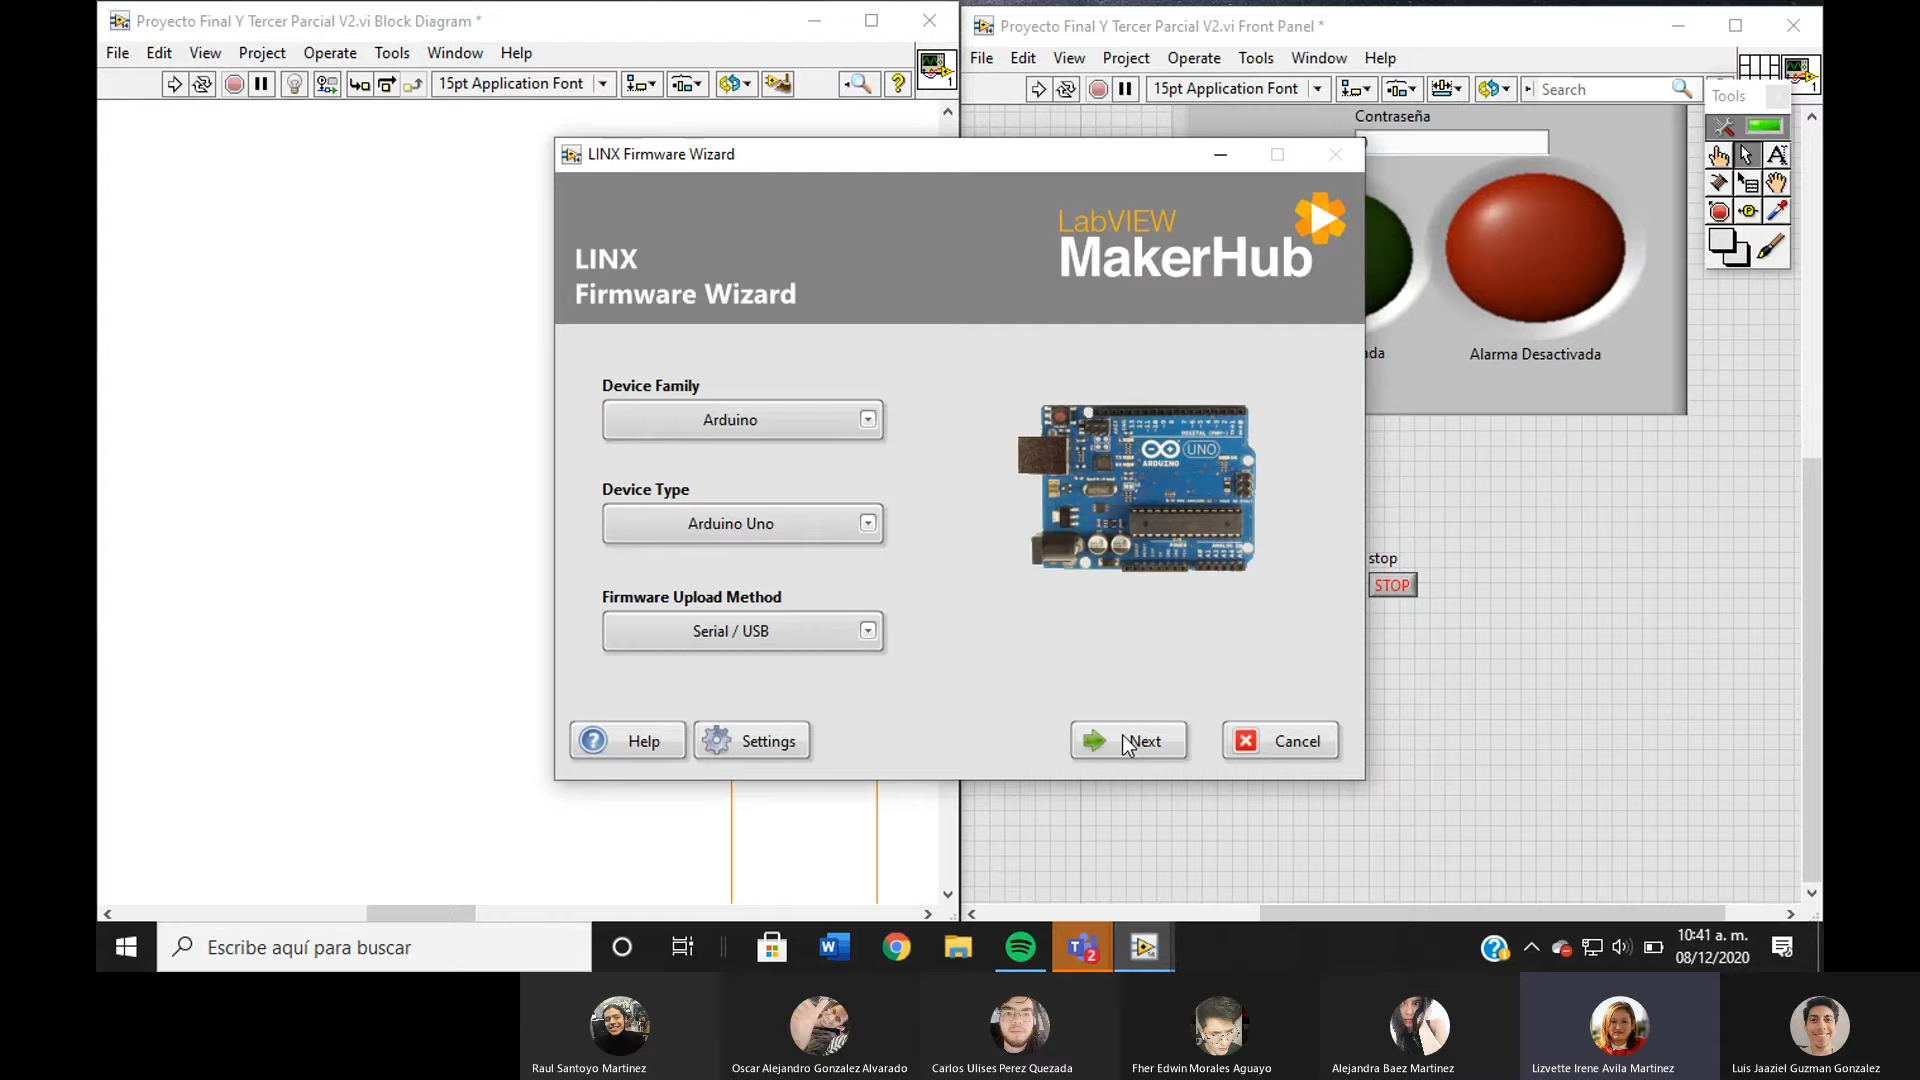 Proyecto Final Y Tercer Parcial V2.vi Block Diagram *
File Edit View Project Operate Tools Window Help
15pt Application Font
Proyecto Final Y Tercer Parcial V2.vi Front Panel *
File Edit View Project Operate Tools Window Help
15pt Application Font
Search
Tools
Contraseña
LINX Firmware Wizard
LabVIEW
MakerHub
LINX
Firmware Wizard
Device Family
Arduino
Device Type
Arduino Uno
Firmware Upload Method
Serial / USB
ARDUINO
UNO
Help
Settings
Next
Cancel
ada
Alarma Desactivada
stop
STOP
Escribe aquí para buscar
2
10:41 a. m.
08/12/2020
Raul Santoyo Martinez
Oscar Alejandro Gonzalez Alvarado
Carlos Ulises Perez Quezada
Fher Edwin Morales Aguayo
Alejandra Baez Martinez
Lizvette Irene Avila Martinez
Luis Jaaziel Guzman Gonzalez